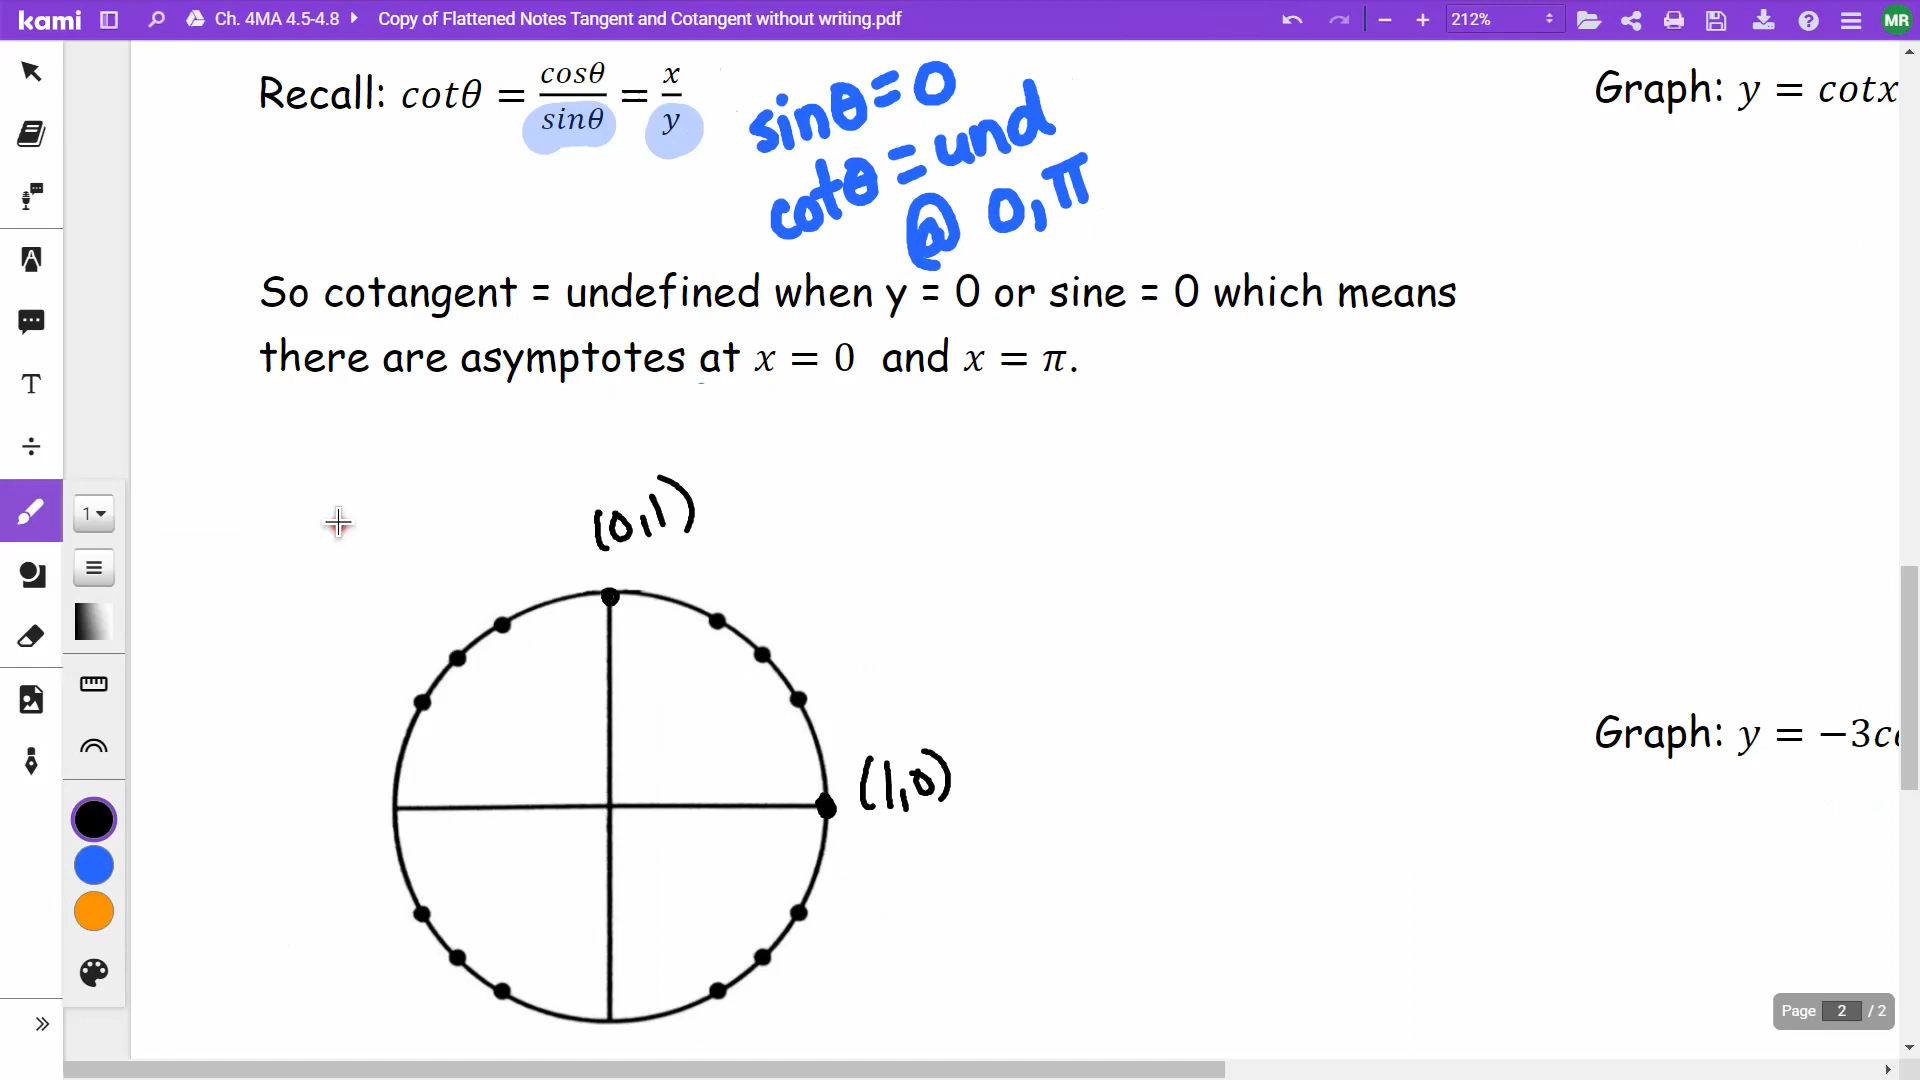 kami Ch. 4MA 4.5-4.8 Copy of Flattened Notes Tangent and Cotangent without writing.pdf 212% MR
Recall: cotθ = cosθ/sinθ = x/y
sinθ=0
cotθ=und
@ 0,π
Graph: y = cotx
So cotangent = undefined when y = 0 or sine = 0 which means
there are asymptotes at x = 0 and x = π.
1
(0,1)
(1,0)
Graph: y = −3c
Page 2 / 2